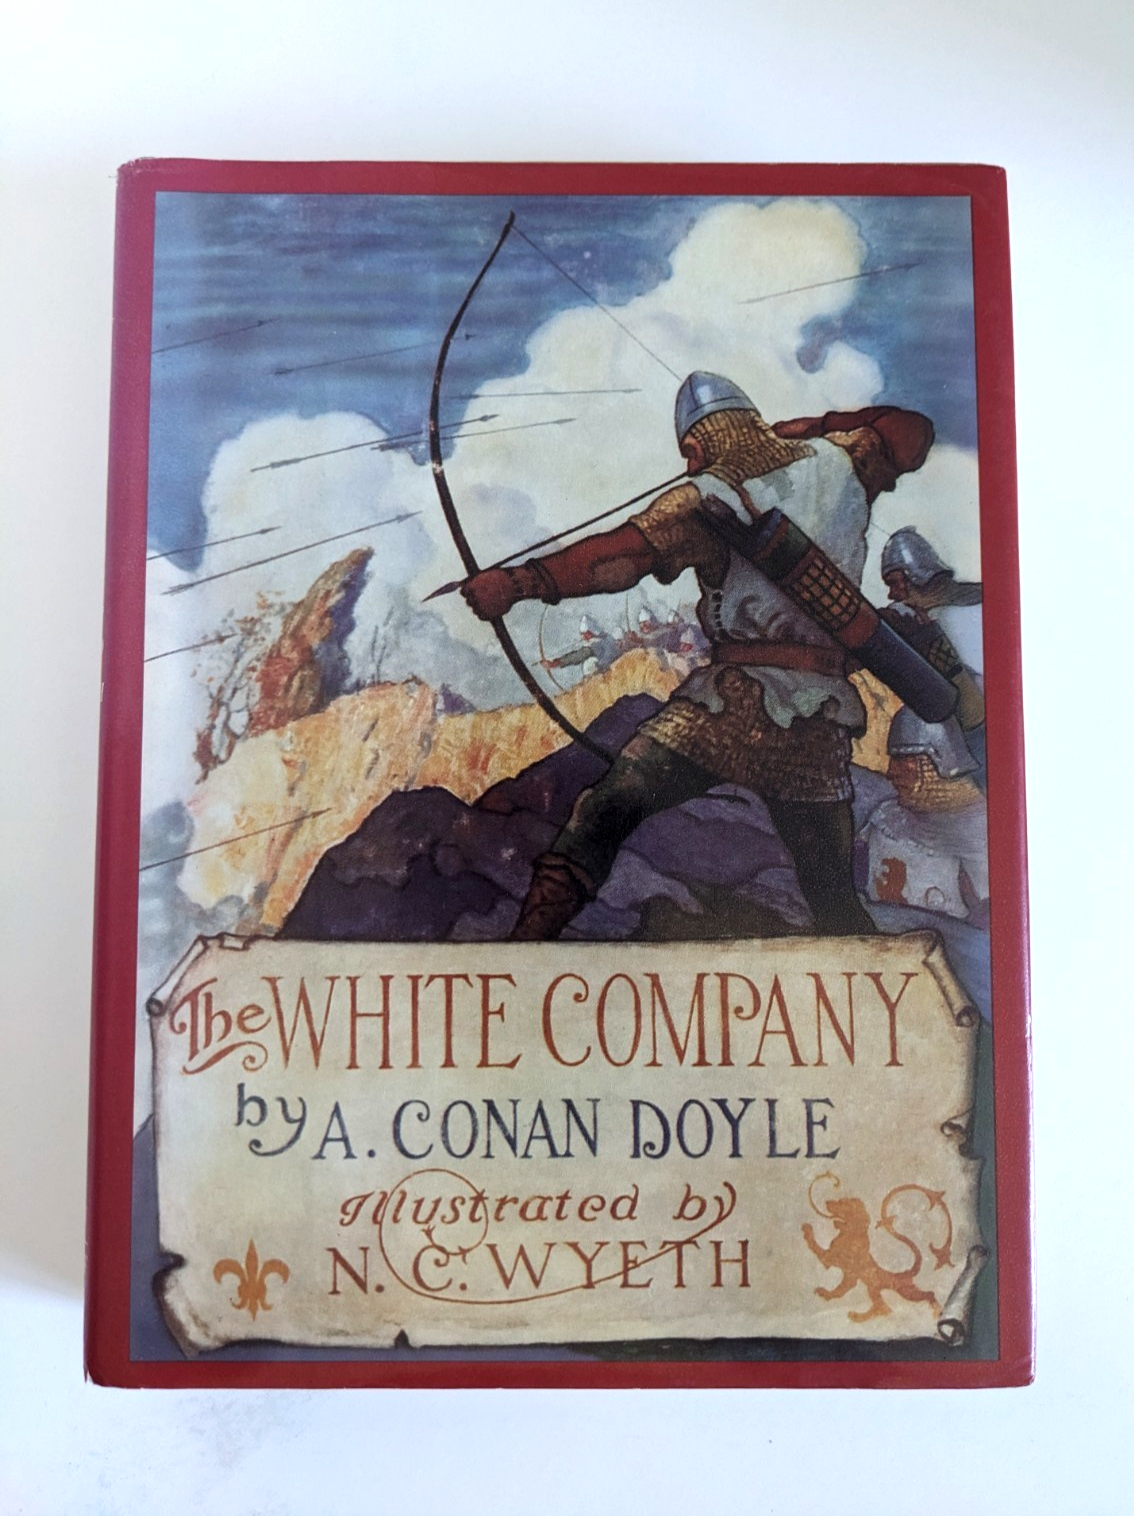 The WHITE COMPANY
by A. CONAN DOYLE
Illustrated by
N. C. WYETH